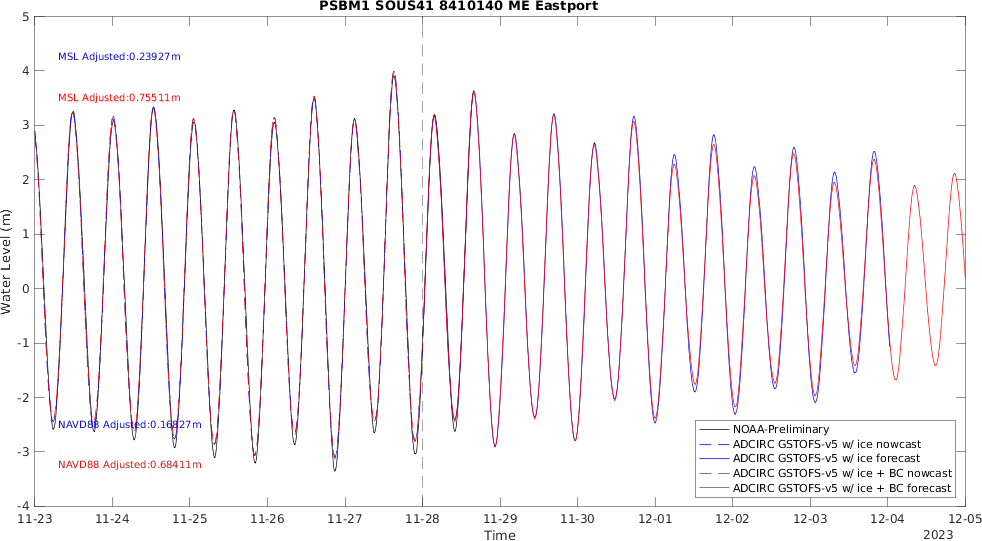 PSBM1 SOUS41 8410140 ME Eastport
5
4
3
2
1
0
-1
-2
-3
-4
Water Level (m)
MSL Adjusted:0.23927m
MSL Adjusted:0.75511m
NAVD88 Adjusted:0.16827m
NAVD88 Adjusted:0.68411m
NOAA-Preliminary
ADCIRC GSTOFS-v5 w/ ice nowcast
ADCIRC GSTOFS-v5 w/ ice forecast
ADCIRC GSTOFS-v5 w/ ice + BC nowcast
ADCIRC GSTOFS-v5 w/ ice + BC forecast
11-23 11-24 11-25 11-26 11-27 11-28 11-29 11-30 12-01 12-02 12-03 12-04 12-05
Time
2023